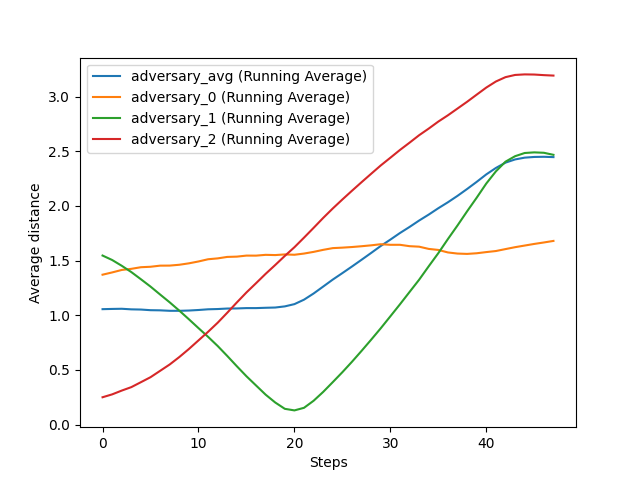 adversary_avg (Running Average)
adversary_0 (Running Average)
adversary_1 (Running Average)
adversary_2 (Running Average)
Average distance
3.0
2.5
2.0
1.5
1.0
0.5
0.0
0 10 20 30 40
Steps